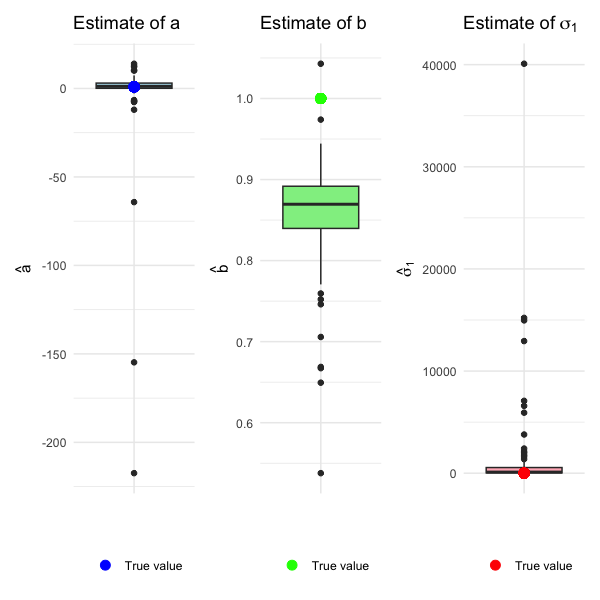 Estimate of a
0
-50
-100
-150
-200
â
True value
Estimate of b
1.0
0.9
0.8
0.7
0.6
b̂
True value
Estimate of σ₁
40000
30000
20000
10000
0
σ̂₁
True value